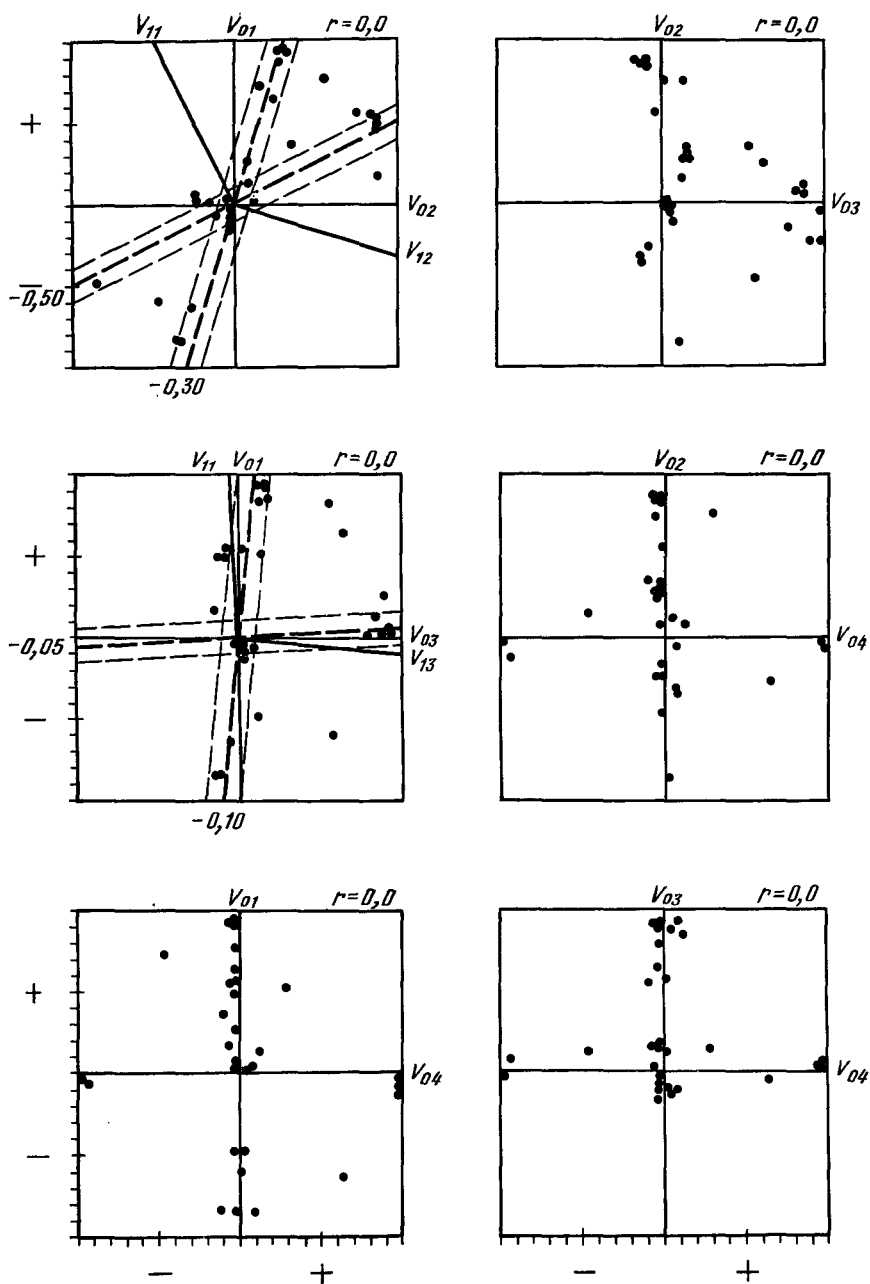 V₁₁ V₀₁ r=0,0
+
V₀₂
V₁₂
-0,50
-0,30
V₀₂ r=0,0
V₀₃
V₁₁ V₀₁ r=0,0
+
V₀₃
-0,05
V₁₃
−
-0,10
V₀₂ r=0,0
V₀₄
V₀₁ r=0,0
+
V₀₄
−
− +
V₀₃ r=0,0
V₀₄
− +